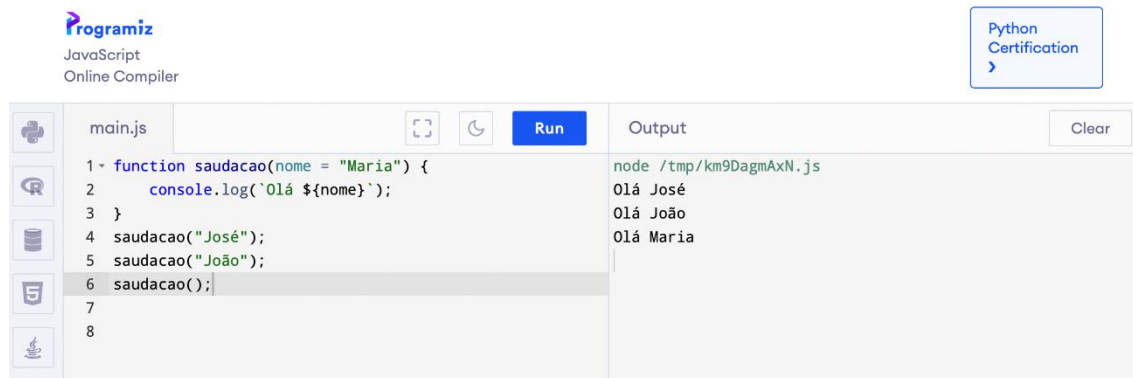 Programiz
JavaScript
Online Compiler
Python
Certification
main.js
Run
Output
Clear
1 function saudacao(nome = "Maria") {
2 console.log(`Olá ${nome}`);
3 }
4 saudacao("José");
5 saudacao("João");
6 saudacao();
7
8
node /tmp/km9DagmAxN.js
Olá José
Olá João
Olá Maria